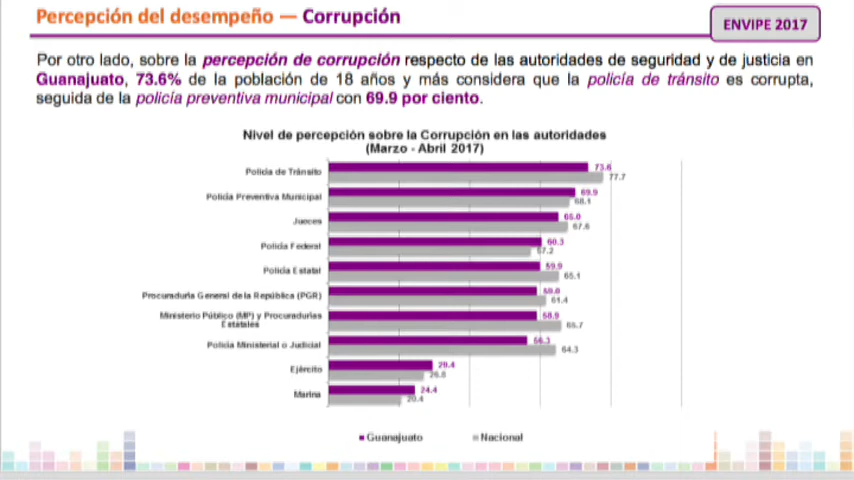 Percepción del desempeño — Corrupción
ENVIPE 2017
Por otro lado, sobre la percepción de corrupción respecto de las autoridades de seguridad y de justicia en
Guanajuato, 73.6% de la población de 18 años y más considera que la policía de tránsito es corrupta,
seguida de la policía preventiva municipal con 69.9 por ciento.
Nivel de percepción sobre la Corrupción en las autoridades
(Marzo - Abril 2017)
Policía de Tránsito
73.6
77.7
Policía Preventiva Municipal
69.9
68.1
Jueces
65.0
67.6
Policía Federal
60.3
57.2
Policía Estatal
59.9
65.1
Procuraduría General de la República (PGR)
59.0
61.4
Ministerio Público (MP) y Procuradurías
Estatales
58.9
65.7
Policía Ministerial o Judicial
56.3
64.3
Ejército
29.4
26.8
Marina
24.4
20.4
Guanajuato
Nacional